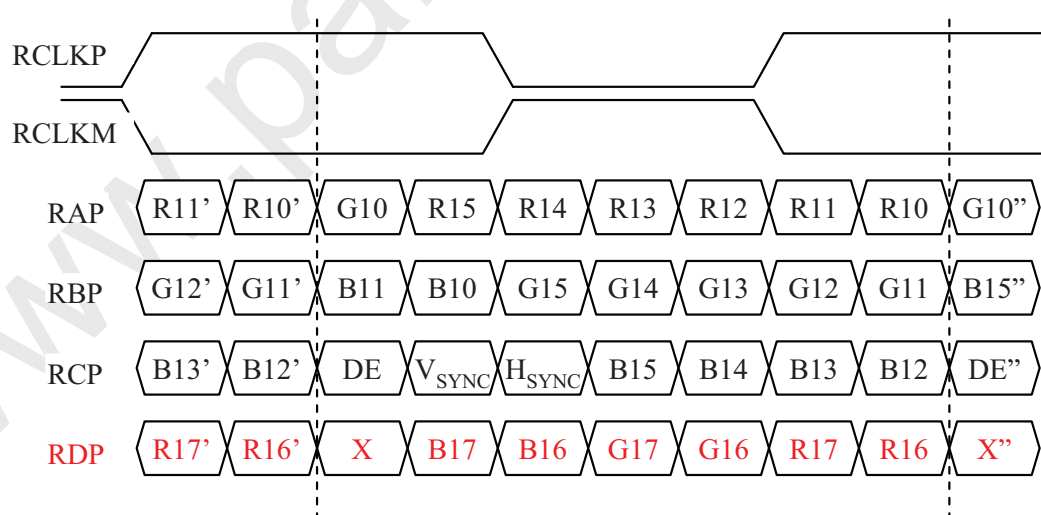 RCLKP
RCLKM
RAP R11’ R10’ G10 R15 R14 R13 R12 R11 R10 G10”
RBP G12’ G11’ B11 B10 G15 G14 G13 G12 G11 B15”
RCP B13’ B12’ DE VSYNC HSYNC B15 B14 B13 B12 DE”
RDP R17’ R16’ X B17 B16 G17 G16 R17 R16 X”
www.pa